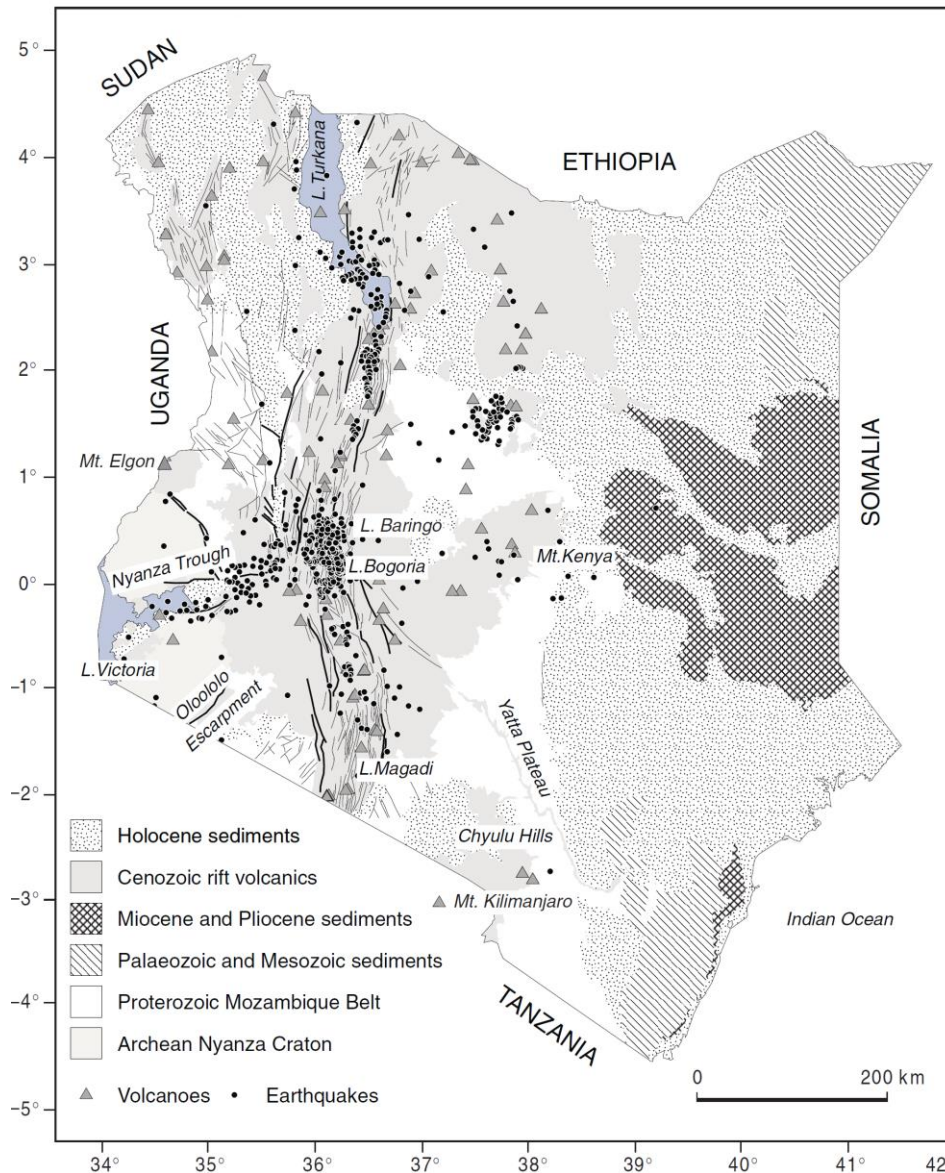 5°
4°
3°
2°
1°
0°
−1°
−2°
−3°
−4°
−5°
SUDAN
ETHIOPIA
L.Turkana
UGANDA
SOMALIA
Mt. Elgon
L. Baringo
Nyanza Trough
L.Bogoria
Mt.Kenya
L.Victoria
Oloololo
Escarpment
Yatta Plateau
L.Magadi
Chyulu Hills
Mt. Kilimanjaro
Indian Ocean
TANZANIA
Holocene sediments
Cenozoic rift volcanics
Miocene and Pliocene sediments
Palaeozoic and Mesozoic sediments
Proterozoic Mozambique Belt
Archean Nyanza Craton
Volcanoes
Earthquakes
0
200 km
34°
35°
36°
37°
38°
39°
40°
41°
42